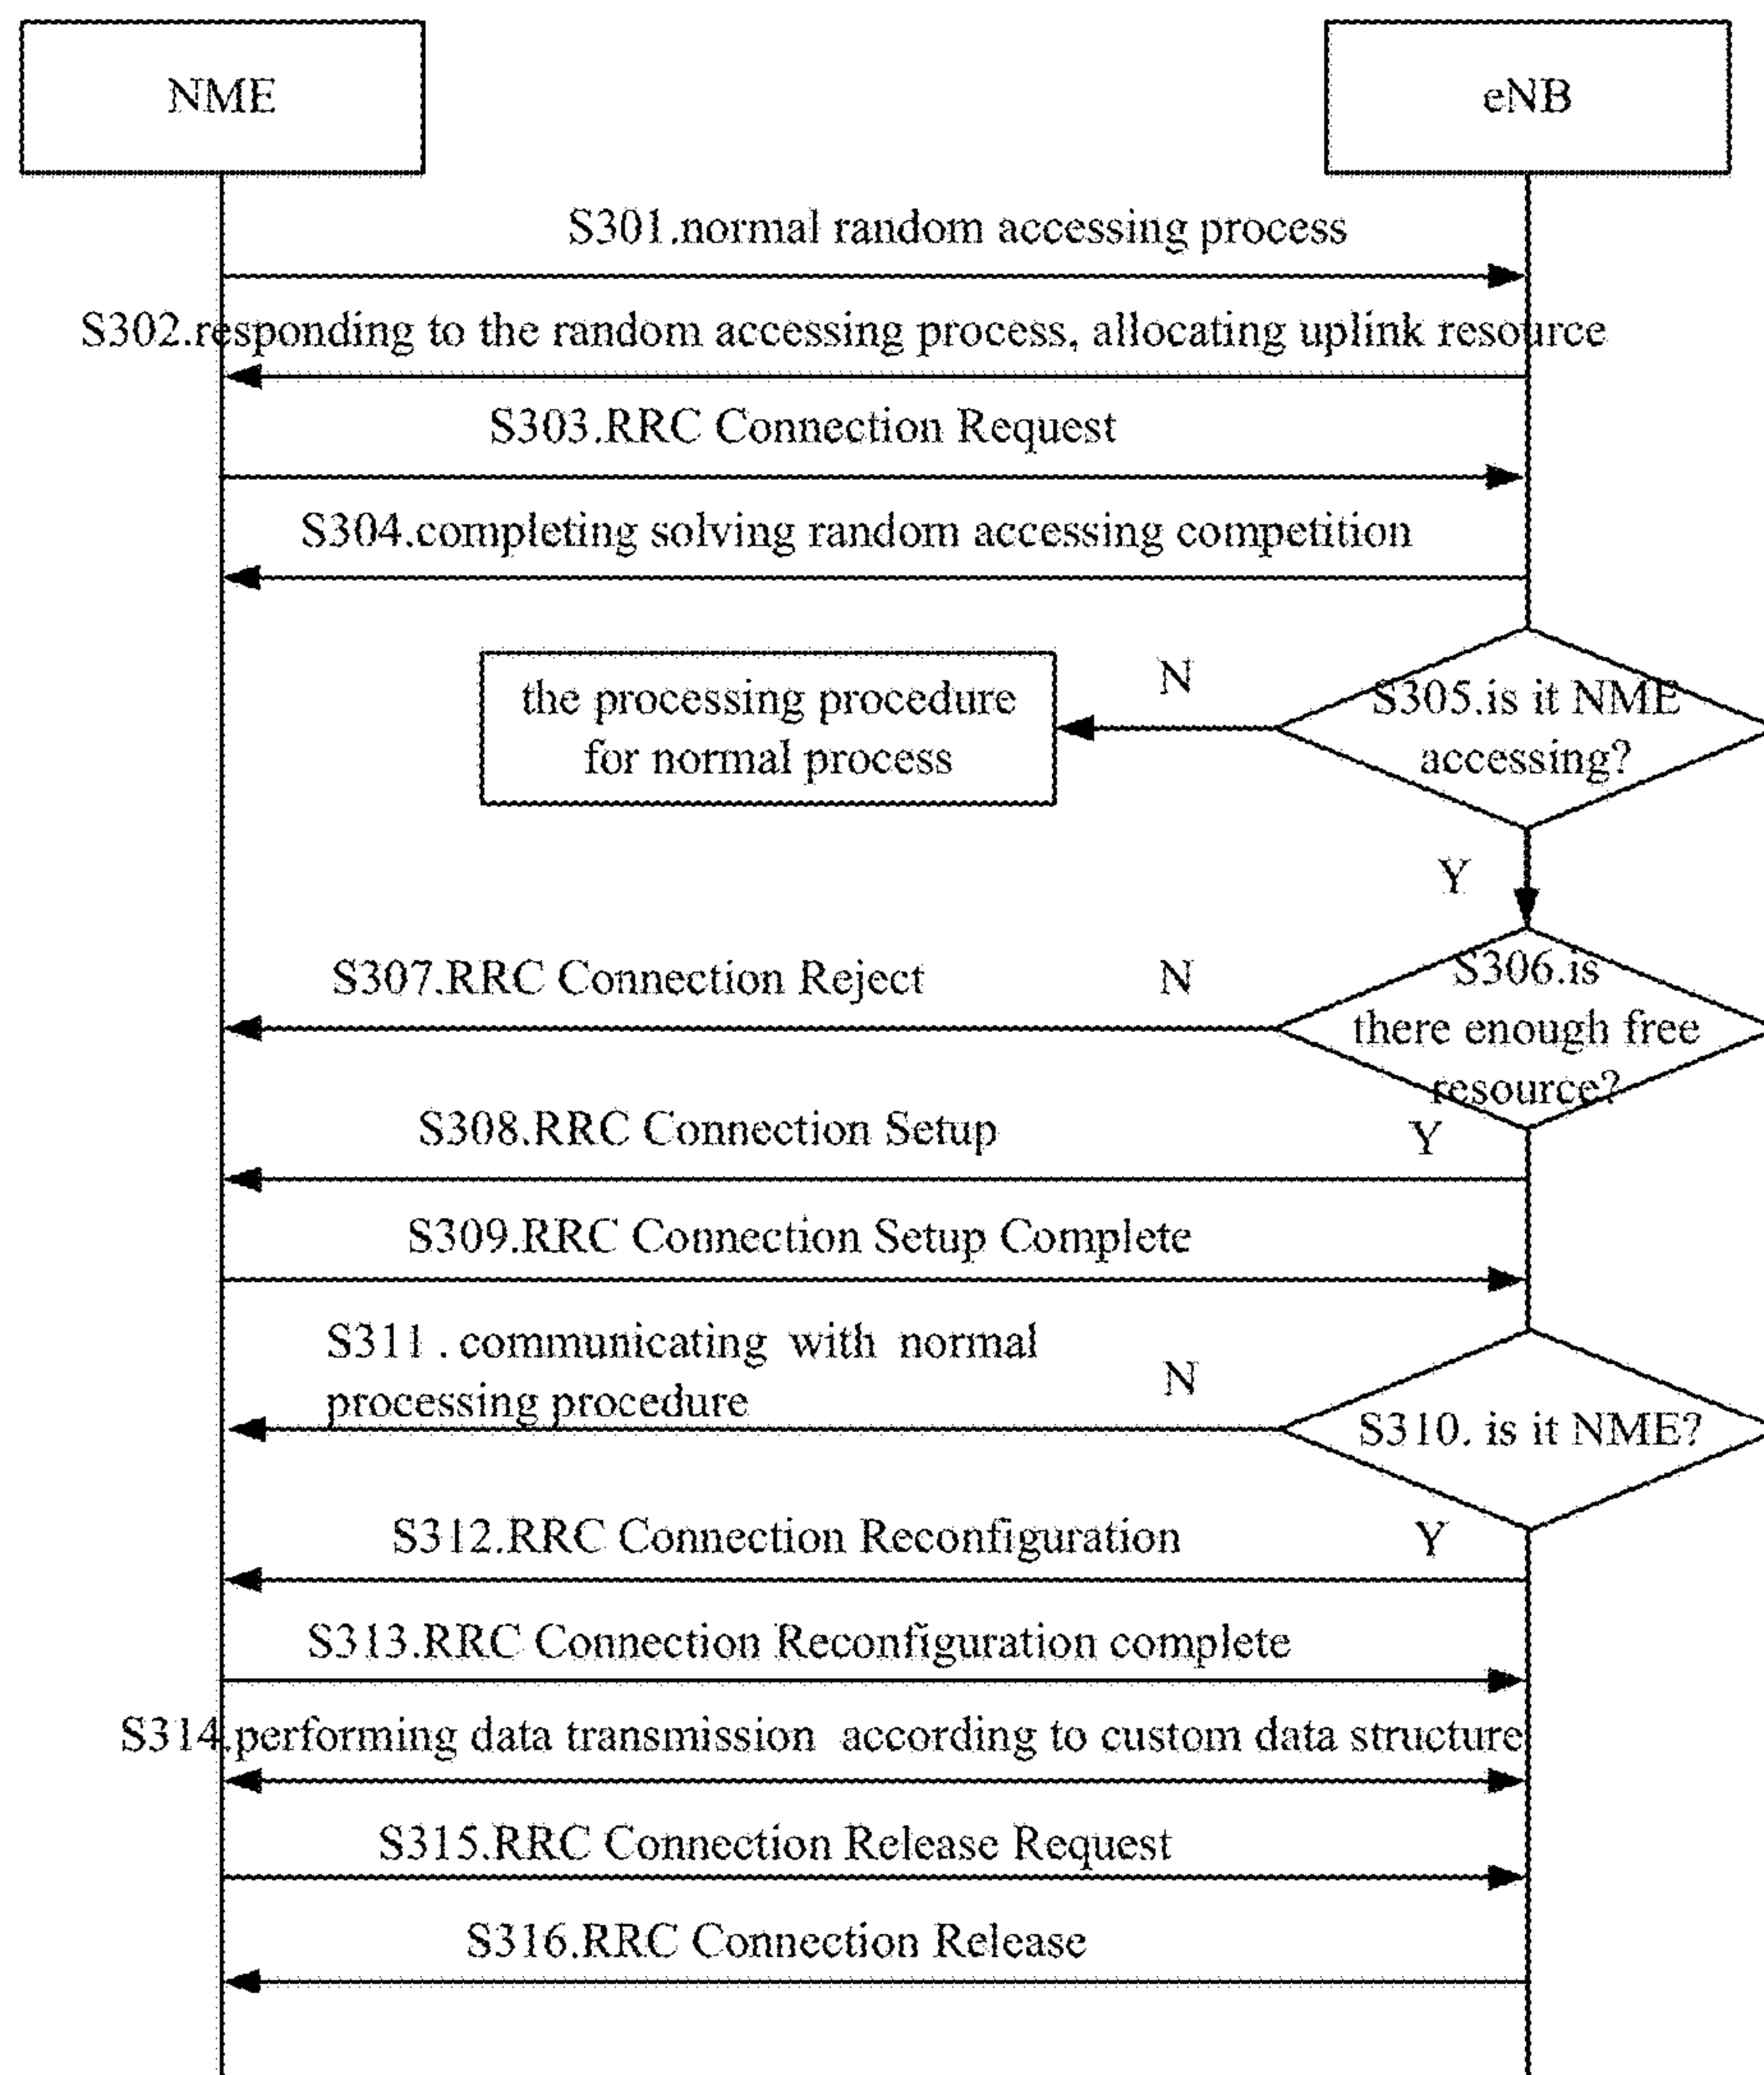 NME
eNB
S301.normal random accessing process
S302.responding to the random accessing process, allocating uplink resource
S303.RRC Connection Request
S304.completing solving random accessing competition
the processing procedure
for normal process
N
S305.is it NME
accessing?
Y
S307.RRC Connection Reject
N
S306.is
there enough free
resource?
S308.RRC Connection Setup
Y
S309.RRC Connection Setup Complete
S311 . communicating with normal
processing procedure
N
S310. is it NME?
S312.RRC Connection Reconfiguration
Y
S313.RRC Connection Reconfiguration complete
S314.performing data transmission according to custom data structure
S315.RRC Connection Release Request
S316.RRC Connection Release